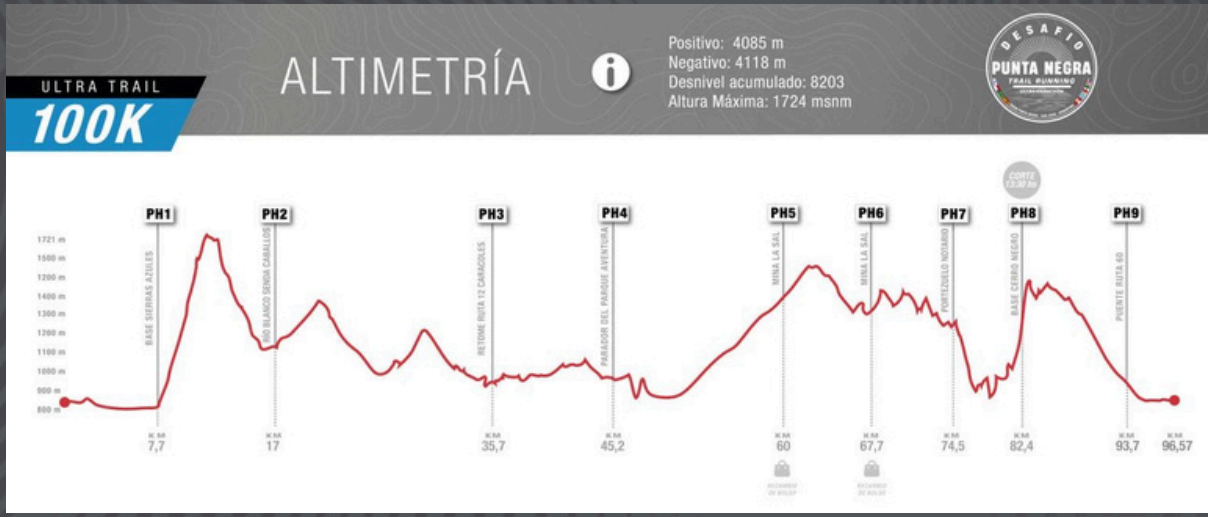 ULTRA TRAIL
100K
ALTIMETRÍA
i
Positivo: 4085 m
Negativo: 4118 m
Desnivel acumulado: 8203
Altura Máxima: 1724 msnm
DESAFIO
PUNTA NEGRA
TRAIL RUNNING
CORTE
13:30 hs
PH1
PH2
PH3
PH4
PH5
PH6
PH7
PH8
PH9
BASE SIERRAS AZULES
RIO BLANCO SENDA CABALLOS
RETOME RUTA 12 CARACOLES
PARADOR DEL PARQUE AVENTURA
MINA LA SAL
MINA LA SAL
PORTEZUELO NOTARIO
BASE CERRO NEGRO
PUENTE RUTA 60
1721 m
1500 m
1200 m
1400 m
1300 m
1200 m
1100 m
1000 m
900 m
800 m
KM
7,7
KM
17
KM
35,7
KM
45,2
KM
60
KM
67,7
KM
74,5
KM
82,4
KM
93,7
KM
96,57